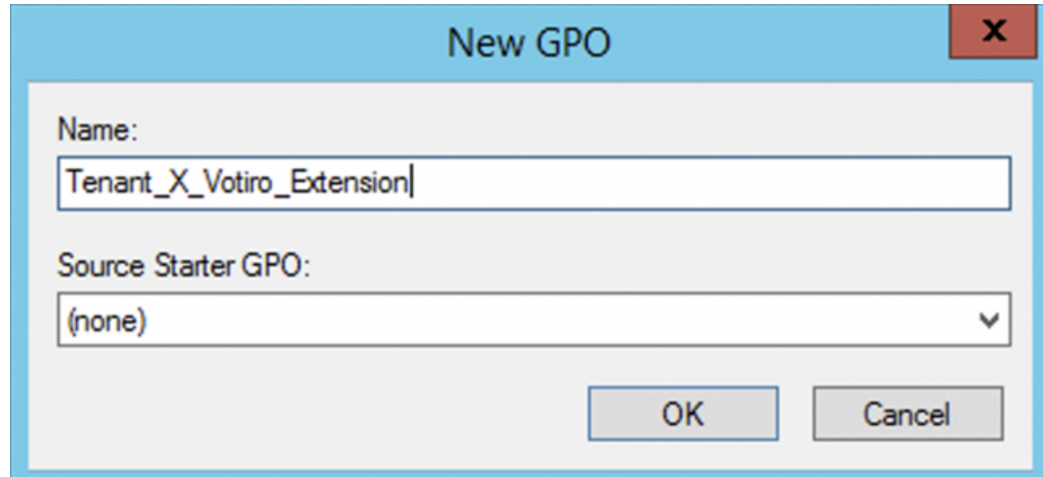 New GPO
x
Name:
Tenant_X_Votiro_Extension
Source Starter GPO:
(none)
OK Cancel